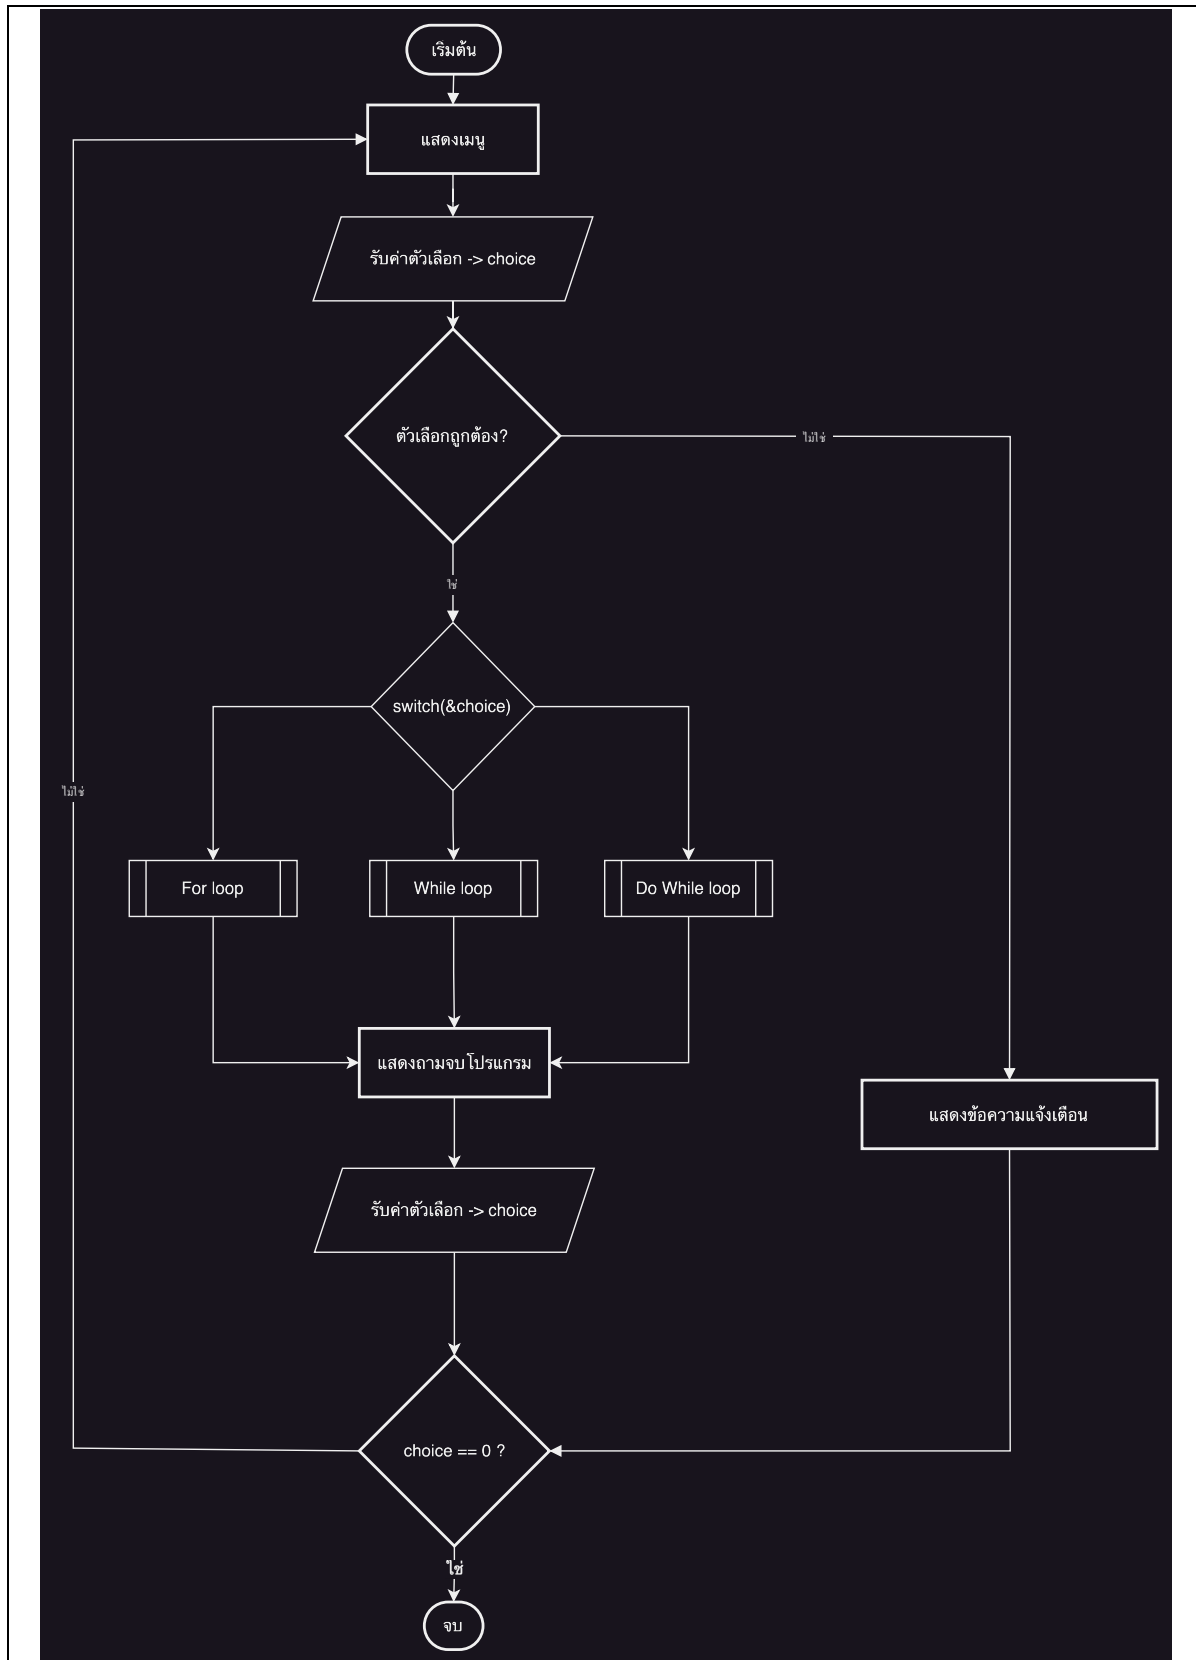 เริ่มต้น
แสดงเมนู
รับค่าตัวเลือก -> choice
ตัวเลือกถูกต้อง?
ไม่ใช่
ใช่
switch(&choice)
ไม่ใช่
For loop
While loop
Do While loop
แสดงถามจบโปรแกรม
แสดงข้อความแจ้งเตือน
รับค่าตัวเลือก -> choice
choice == 0 ?
ใช่
จบ